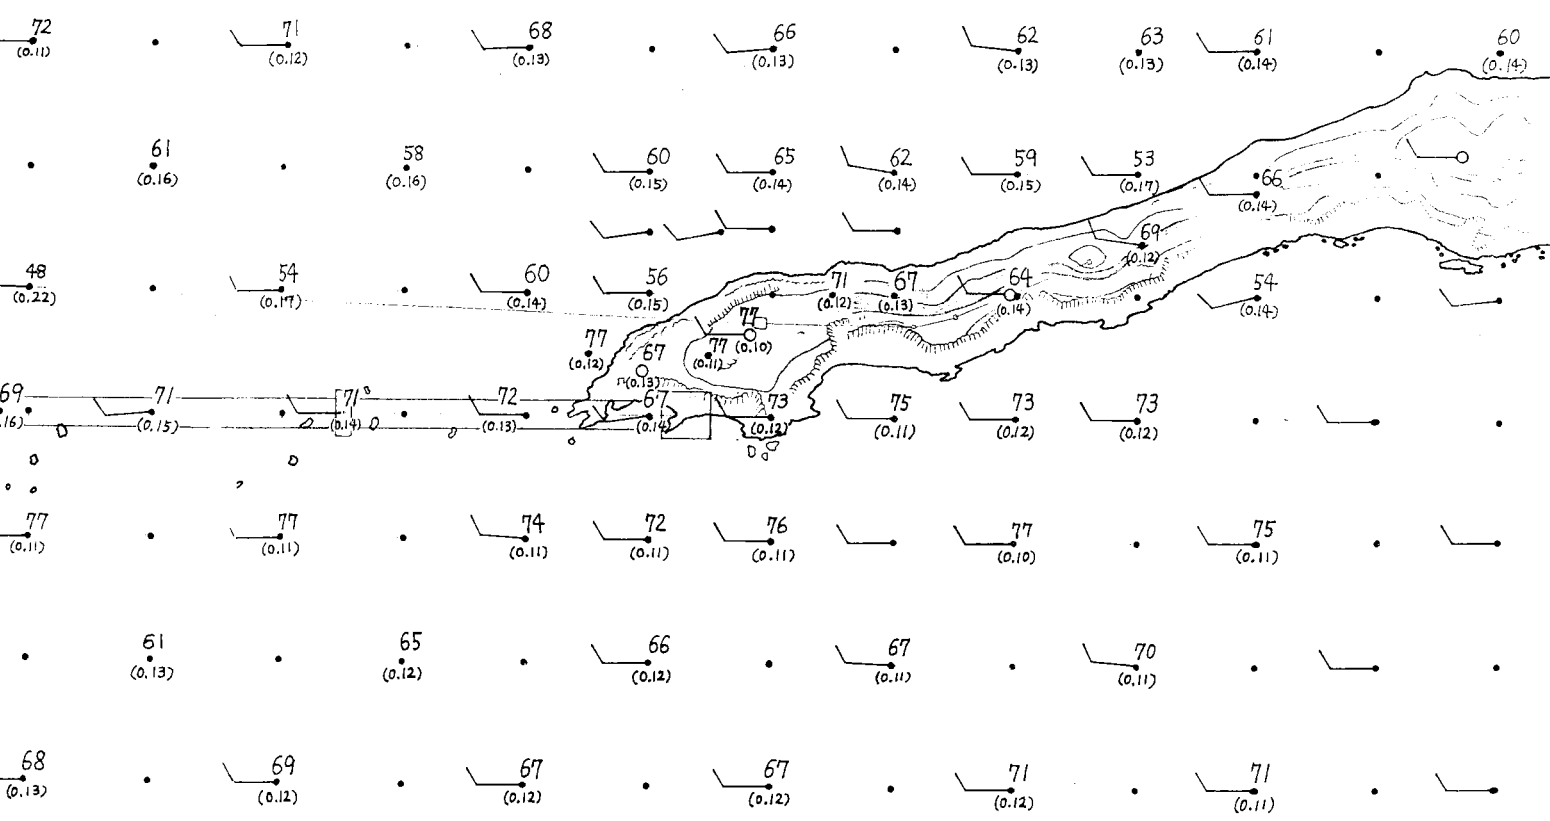 72 71 68 66 62 63 61 60
(0.11) (0.12) (0.13) (0.13) (0.13) (0.13) (0.14) (0.14)
61 58 60 65 62 59 53 66
(0.16) (0.16) (0.15) (0.14) (0.14) (0.15) (0.17) (0.14)
69
(0.12)
48 54 60 56 71 67 64 54
(0.22) (0.17) (0.14) (0.15) (0.12) (0.13) (0.14) (0.14)
77 67 77 77
(0.12) (0.13) (0.11) (0.10)
69 71 71 72 67 73 75 73 73
.16) (0.15) (0.14) (0.13) (0.14) (0.12) (0.11) (0.12) (0.12)
77 77 74 72 76 77 75
(0.11) (0.11) (0.11) (0.11) (0.11) (0.10) (0.11)
61 65 66 67 70
(0.13) (0.12) (0.12) (0.11) (0.11)
68 69 67 67 71 71
(0.13) (0.12) (0.12) (0.12) (0.12) (0.11)